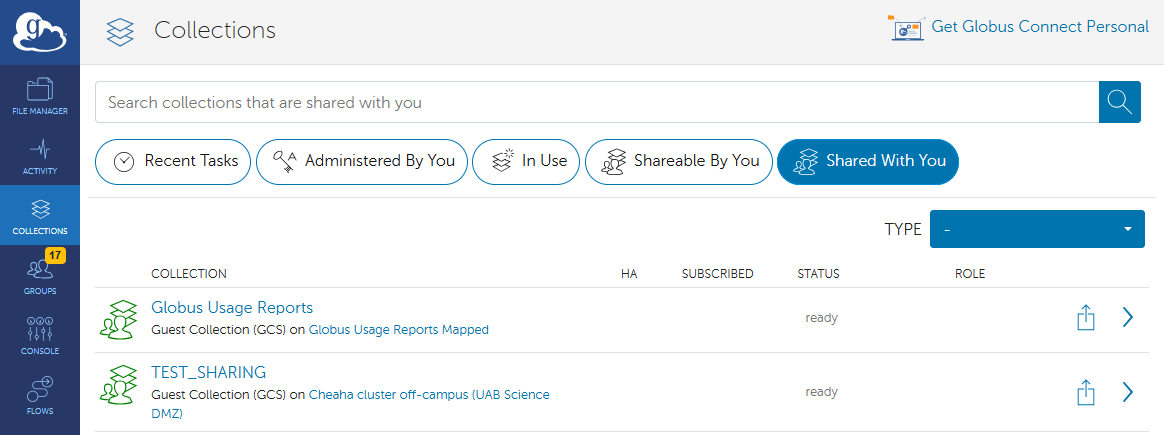 g
Collections
Get Globus Connect Personal
FILE MANAGER
ACTIVITY
COLLECTIONS
17
GROUPS
CONSOLE
FLOWS
Search collections that are shared with you
Recent Tasks
Administered By You
In Use
Shareable By You
Shared With You
TYPE -
COLLECTION HA SUBSCRIBED STATUS ROLE
Globus Usage Reports
Guest Collection (GCS) on Globus Usage Reports Mapped
ready
TEST_SHARING
Guest Collection (GCS) on Cheaha cluster off-campus (UAB Science
DMZ)
ready